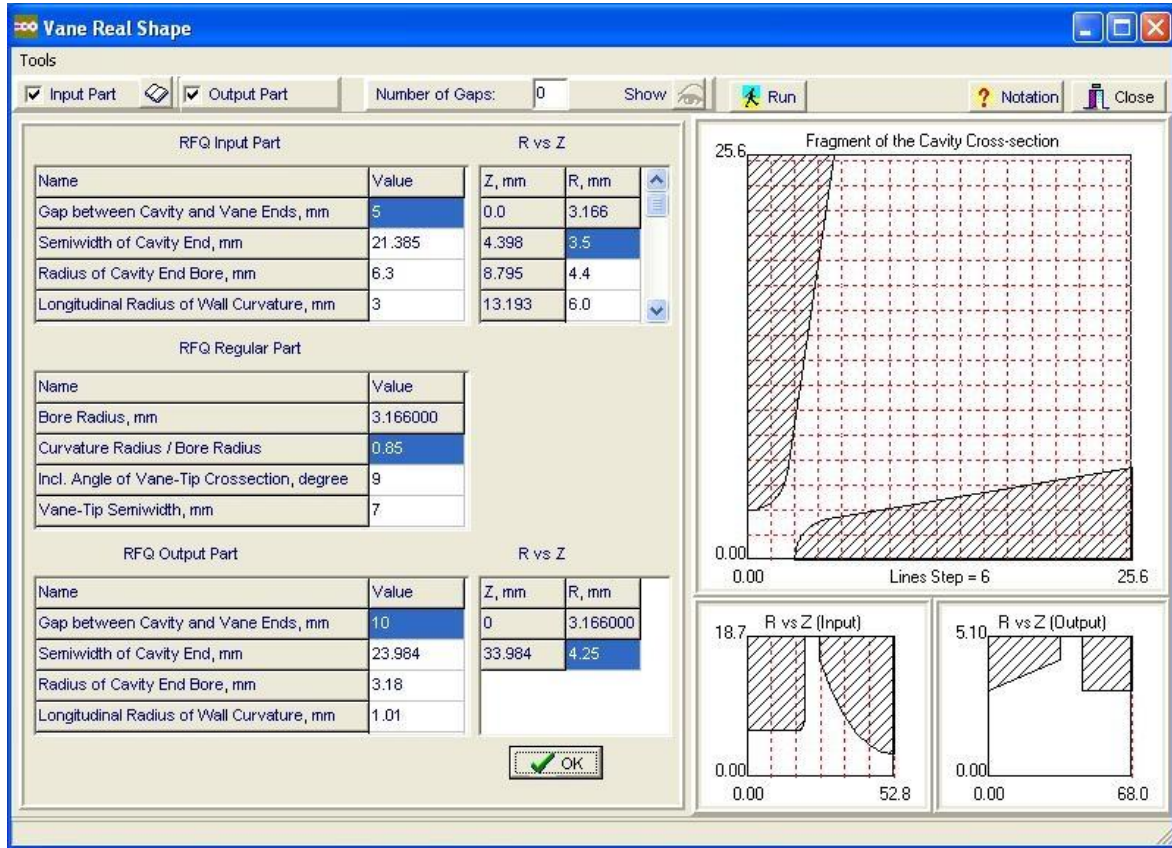 Vane Real Shape
Tools
Input Part Output Part Number of Gaps: 0 Show Run Notation Close
RFQ Input Part R vs Z
Name Value Z, mm R, mm
Gap between Cavity and Vane Ends, mm 5 0.0 3.166
Semiwidth of Cavity End, mm 21.385 4.398 3.5
Radius of Cavity End Bore, mm 6.3 8.795 4.4
Longitudinal Radius of Wall Curvature, mm 3 13.193 6.0
RFQ Regular Part
Name Value
Bore Radius, mm 3.166000
Curvature Radius / Bore Radius 0.85
Incl. Angle of Vane-Tip Crossection, degree 9
Vane-Tip Semiwidth, mm 7
RFQ Output Part R vs Z
Name Value Z, mm R, mm
Gap between Cavity and Vane Ends, mm 10 0 3.166000
Semiwidth of Cavity End, mm 23.984 33.984 4.25
Radius of Cavity End Bore, mm 3.18
Longitudinal Radius of Wall Curvature, mm 1.01
OK
Fragment of the Cavity Cross-section
25.6
0.00
0.00 Lines Step = 6 25.6
18.7 R vs Z (Input)
0.00
0.00 52.8
5.10 R vs Z (Output)
0.00
0.00 68.0